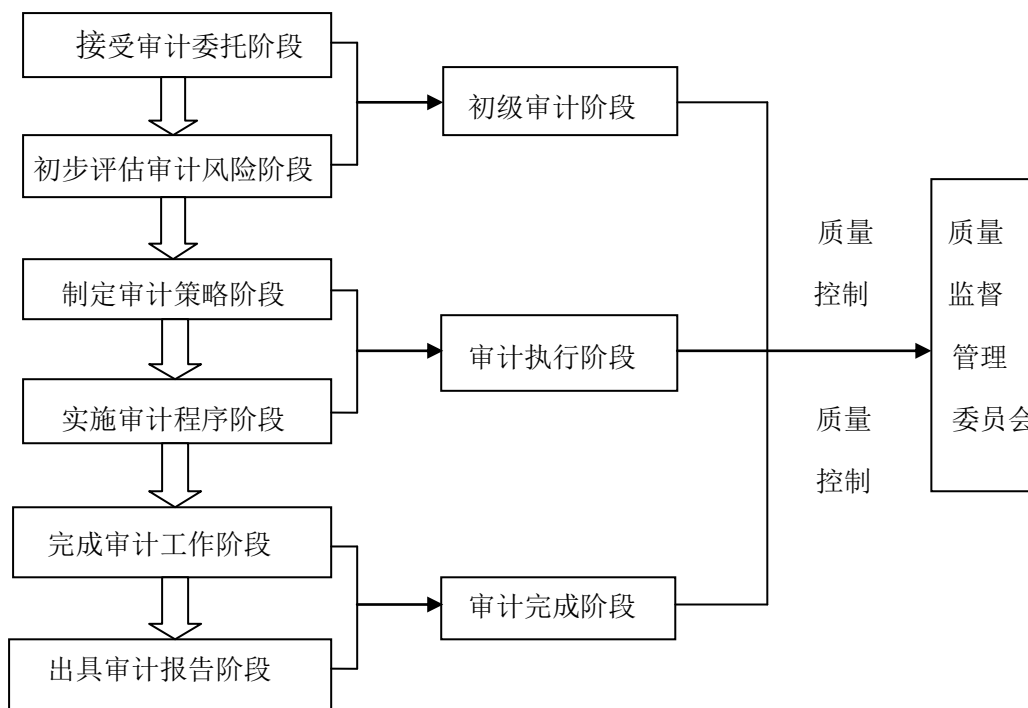 接受审计委托阶段
初步评估审计风险阶段
制定审计策略阶段
实施审计程序阶段
完成审计工作阶段
出具审计报告阶段
初级审计阶段
审计执行阶段
审计完成阶段
质量
控制
质量
控制
质量
监督
管理
委员会